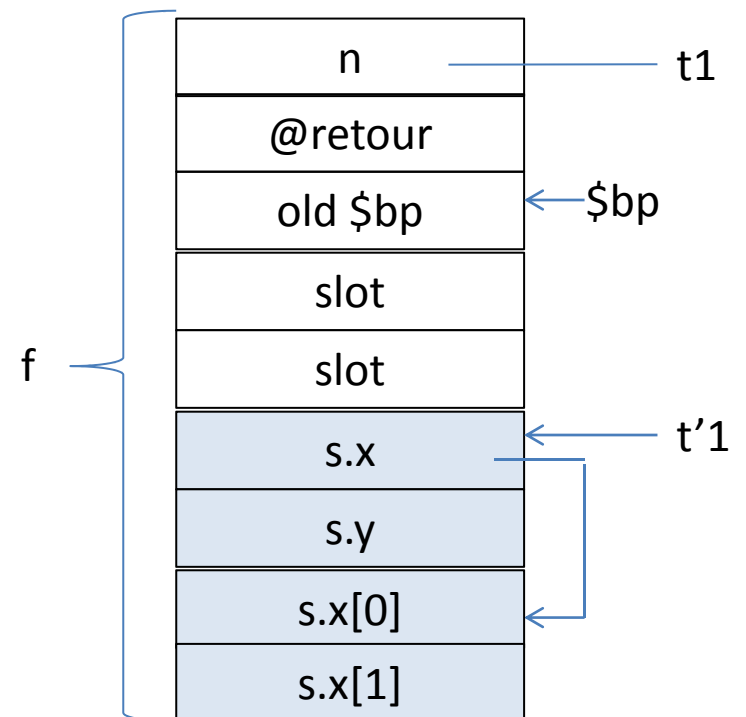 n
t1
@retour
old $bp
$bp
slot
slot
f
s.x
t’1
s.y
s.x[0]
s.x[1]